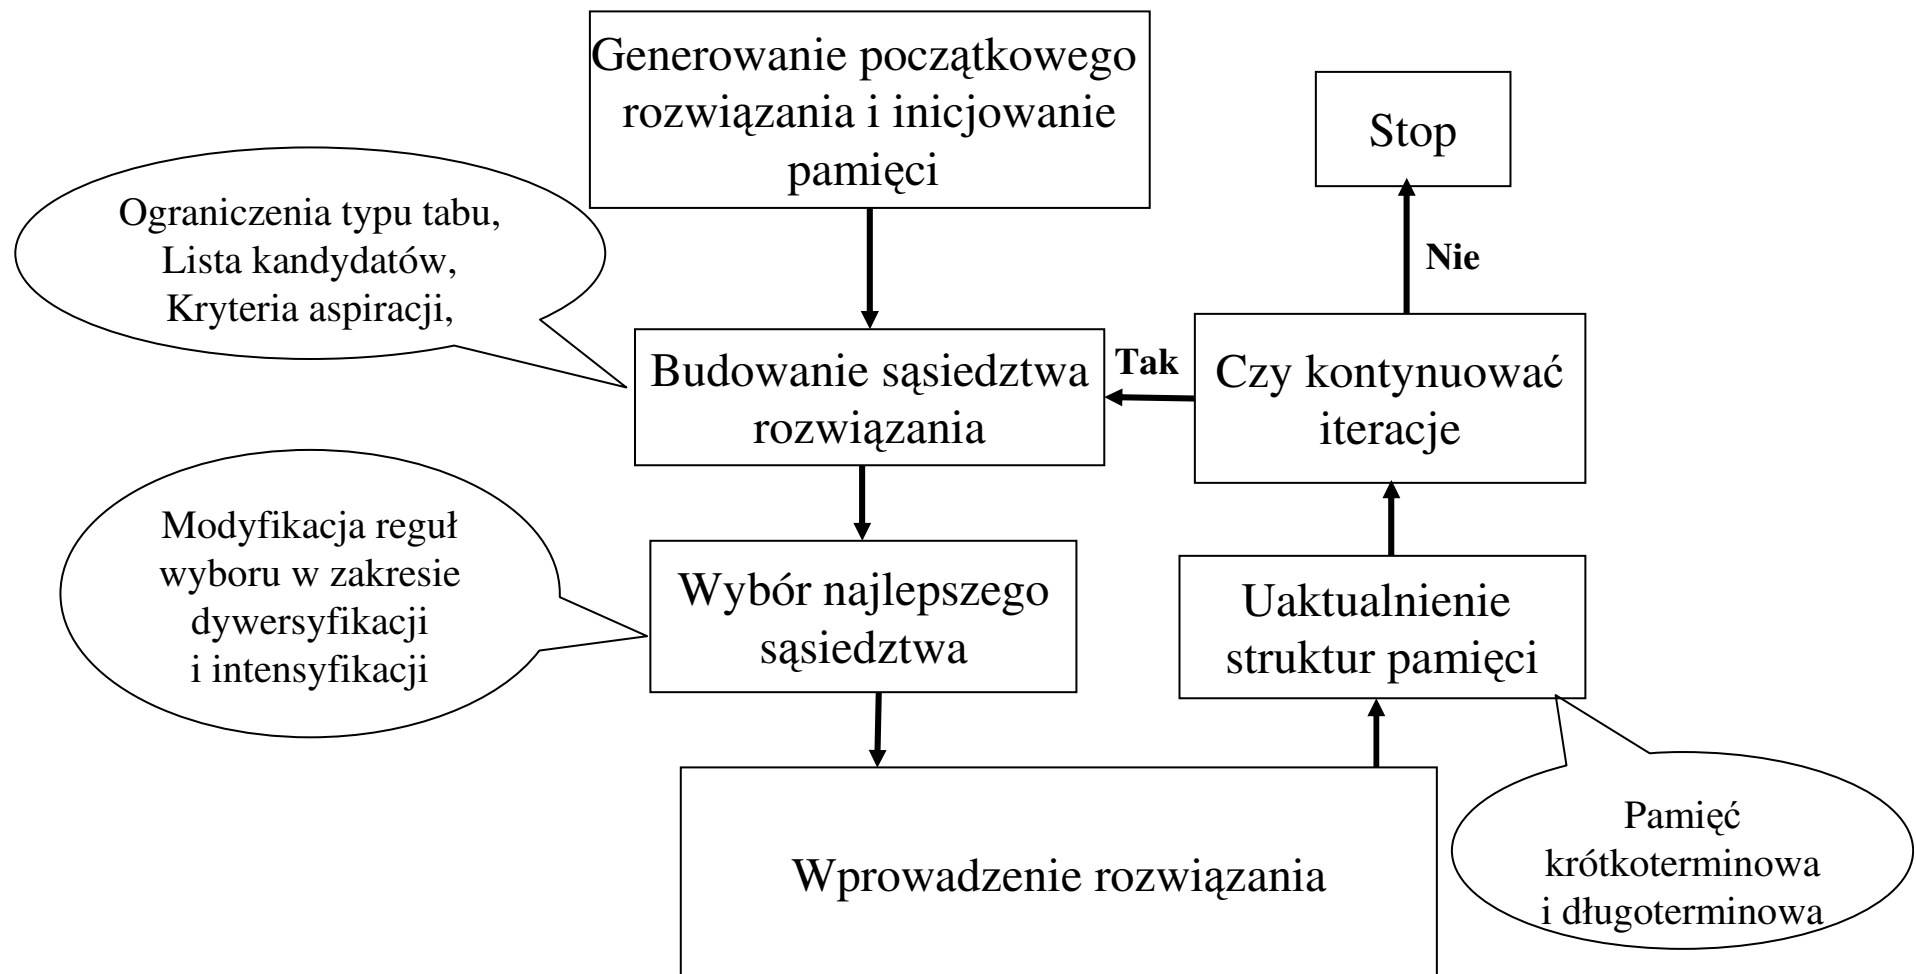 Generowanie początkowego
rozwiązania i inicjowanie
pamięci
Stop
Ograniczenia typu tabu,
Lista kandydatów,
Kryteria aspiracji,
Nie
Budowanie sąsiedztwa
rozwiązania
Tak
Czy kontynuować
iteracje
Modyfikacja reguł
wyboru w zakresie
dywersyfikacji
i intensyfikacji
Wybór najlepszego
sąsiedztwa
Uaktualnienie
struktur pamięci
Wprowadzenie rozwiązania
Pamięć
krótkoterminowa
i długoterminowa